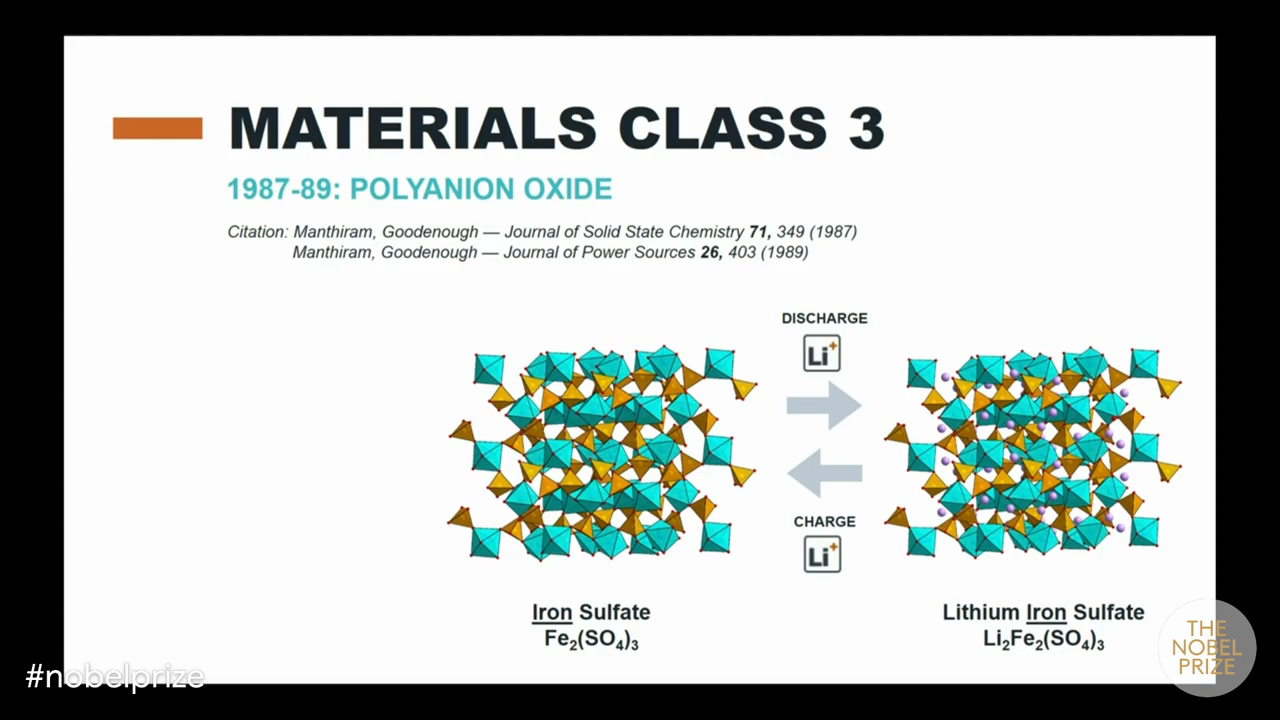 MATERIALS CLASS 3
1987-89: POLYANION OXIDE
Citation: Manthiram, Goodenough — Journal of Solid State Chemistry 71, 349 (1987)
Manthiram, Goodenough — Journal of Power Sources 26, 403 (1989)
DISCHARGE
Li⁺
CHARGE
Li⁺
Iron Sulfate
Fe₂(SO₄)₃
Lithium Iron Sulfate
Li₂Fe₂(SO₄)₃
THE
NOBEL
PRIZE
#nobelprize